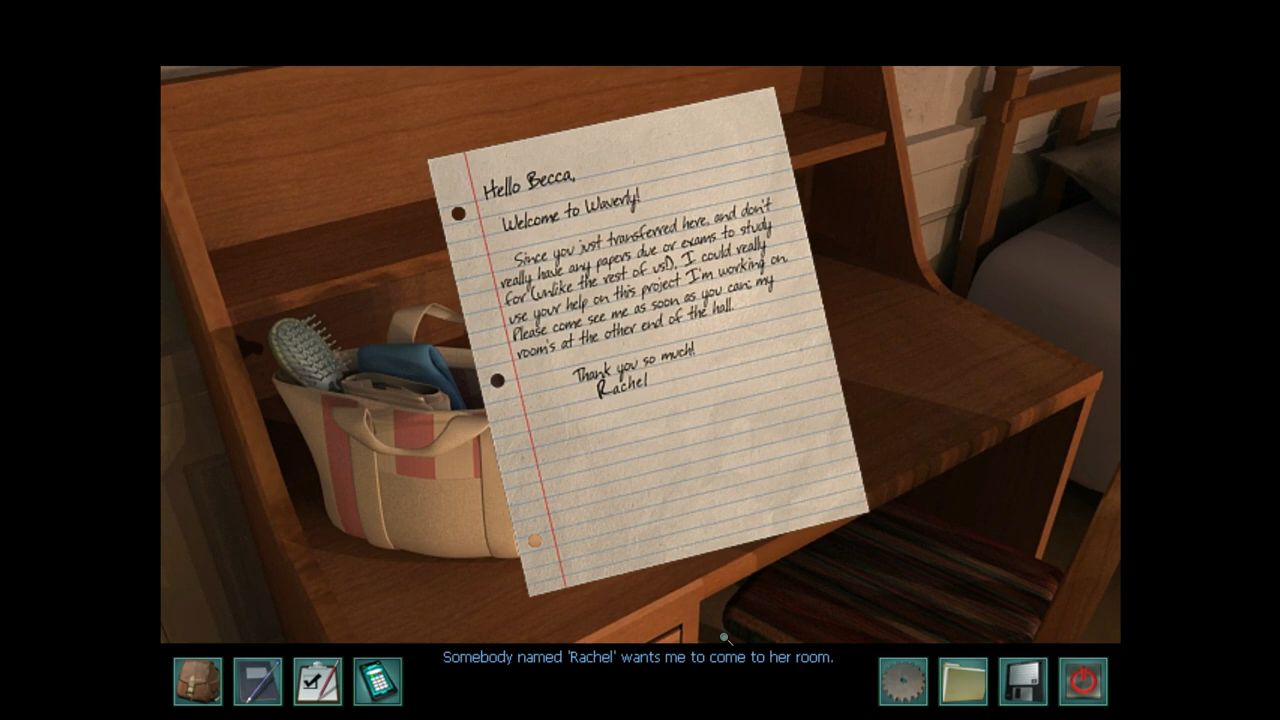 Hello Becca,
Welcome to Waverly!
Since you just transferred here, and don't
really have any papers due or exams to study
for (unlike the rest of us!), I could really
use your help on this project I'm working on.
Please come see me as soon as you can; my
room's at the other end of the hall.
Thank you so much!
Rachel
Somebody named 'Rachel' wants me to come to her room.